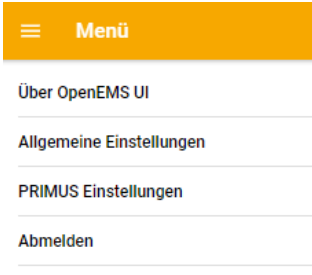 Menü
Über OpenEMS UI
Allgemeine Einstellungen
PRIMUS Einstellungen
Abmelden